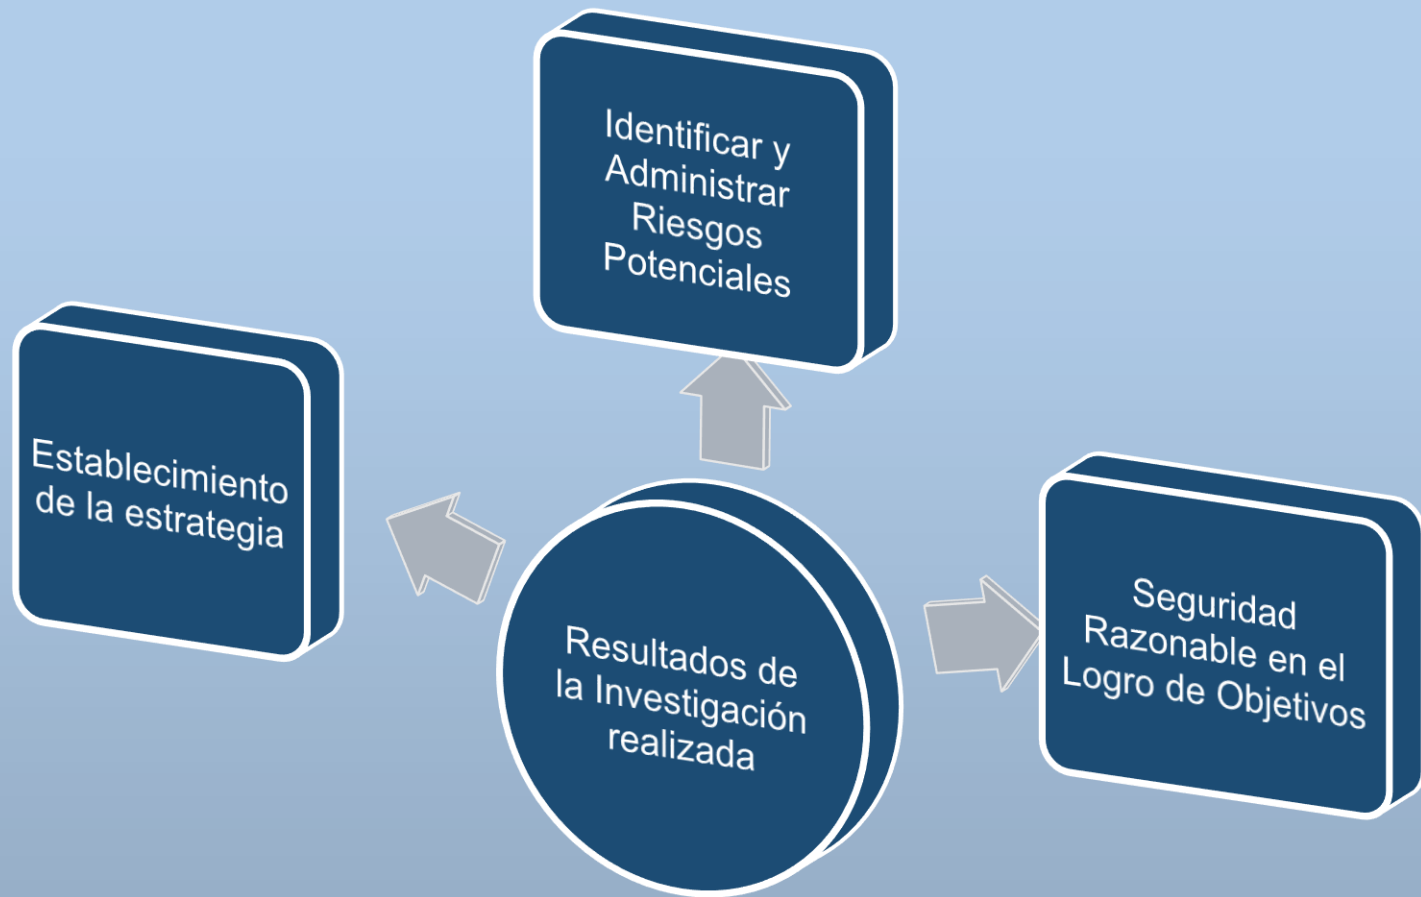 Identificar y
Administrar
Riesgos
Potenciales
Establecimiento
de la estrategia
Resultados de
la Investigación
realizada
Seguridad
Razonable en el
Logro de Objetivos